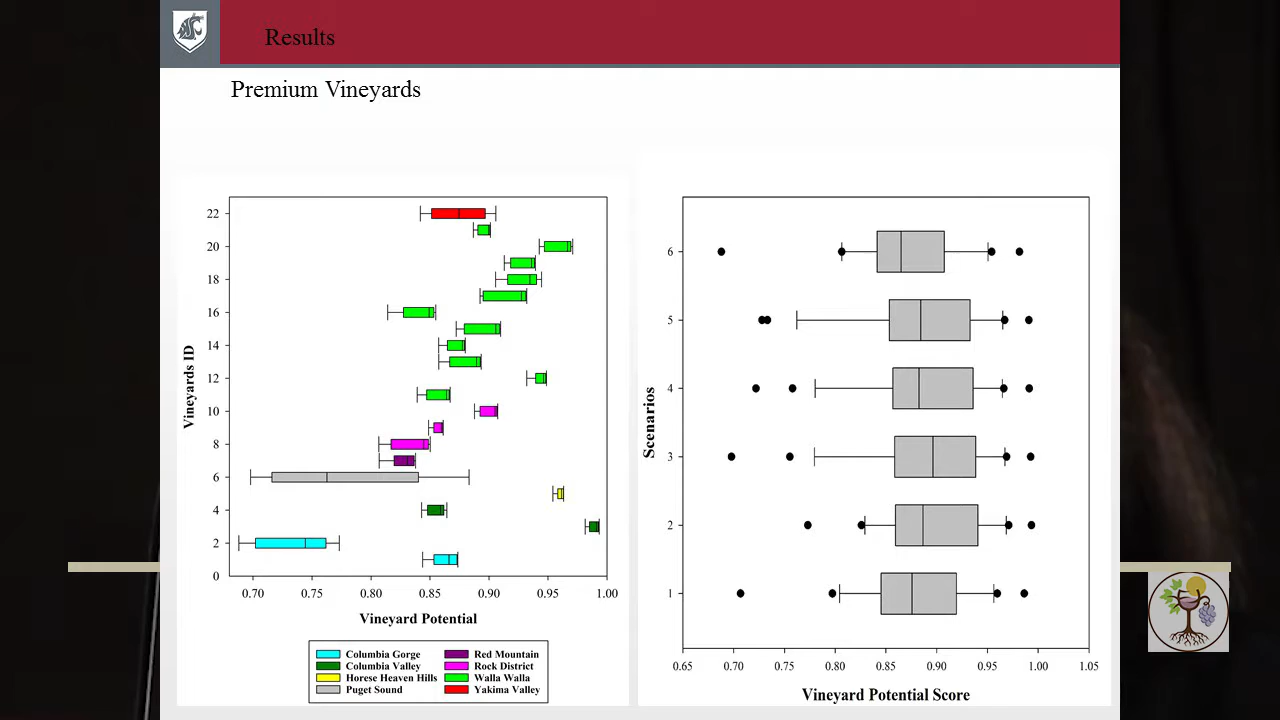 Results
Premium Vineyards
22
20
18
16
14
12
10
8
6
4
2
0
Vineyards ID
0.70 0.75 0.80 0.85 0.90 0.95 1.00
Vineyard Potential
Columbia Gorge
Columbia Valley
Horese Heaven Hills
Puget Sound
Red Mountain
Rock District
Walla Walla
Yakima Valley
6
5
4
3
2
1
Scenarios
0.65 0.70 0.75 0.80 0.85 0.90 0.95 1.00 1.05
Vineyard Potential Score